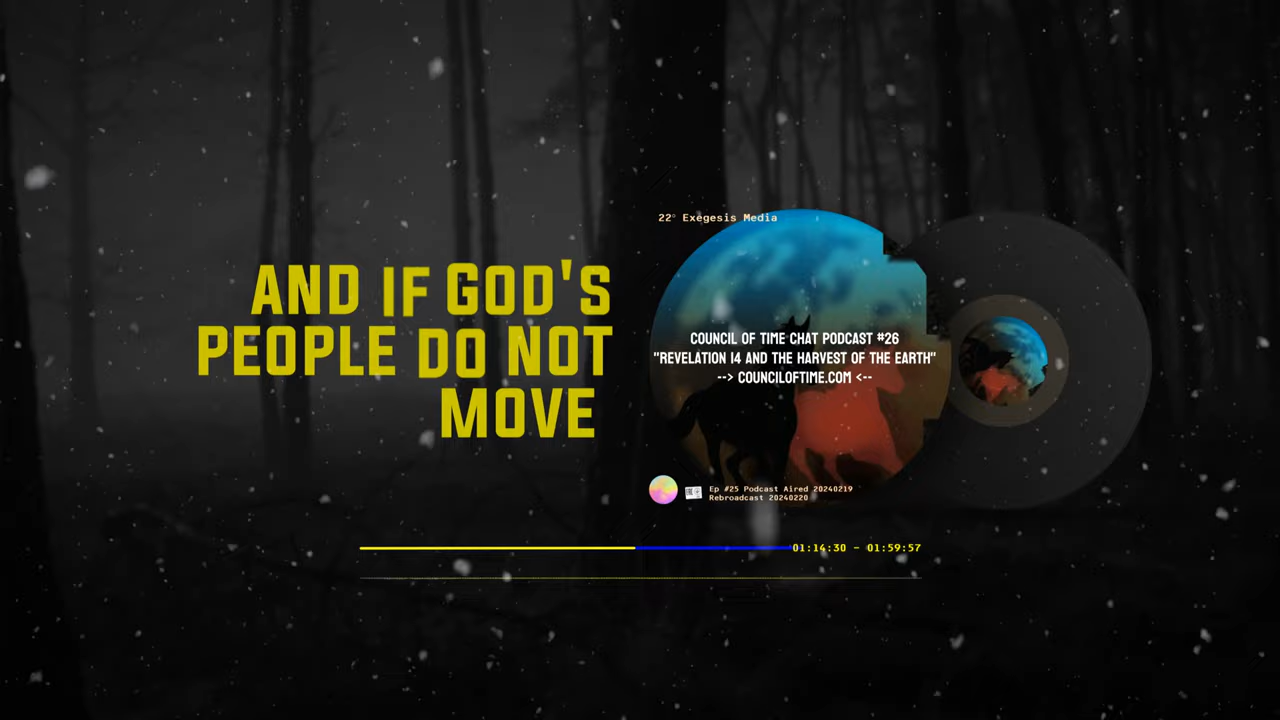 AND IF GOD'S
PEOPLE DO NOT
MOVE
22° Exegesis Media
COUNCIL OF TIME CHAT PODCAST #26
"REVELATION 14 AND THE HARVEST OF THE EARTH"
--> COUNCILOFTIME.COM <--
Ep #25 Podcast Aired 20240219
Rebroadcast 20240220
01:14:30 - 01:59:57